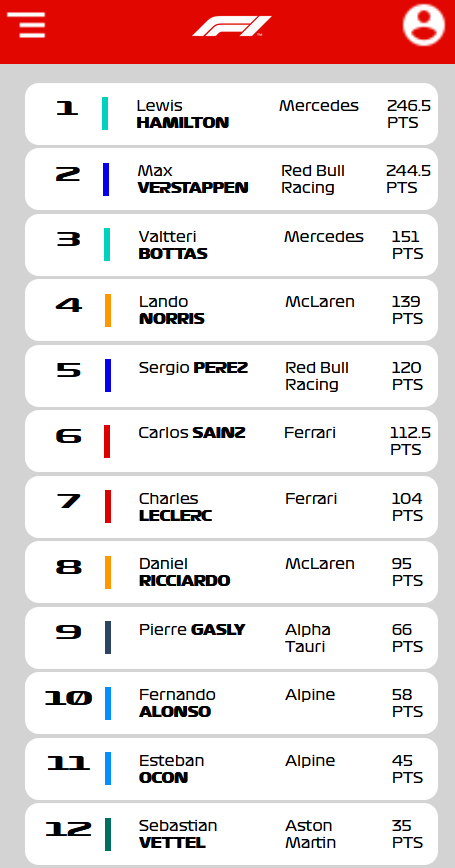 F1
1 Lewis Mercedes 246.5
HAMILTON PTS
2 Max Red Bull 244.5
VERSTAPPEN Racing PTS
3 Valtteri Mercedes 151
BOTTAS PTS
4 Lando McLaren 139
NORRIS PTS
5 Sergio PEREZ Red Bull 120
Racing PTS
6 Carlos SAINZ Ferrari 112.5
PTS
7 Charles Ferrari 104
LECLERC PTS
8 Daniel McLaren 95
RICCIARDO PTS
9 Pierre GASLY Alpha 66
Tauri PTS
10 Fernando Alpine 58
ALONSO PTS
11 Esteban Alpine 45
OCON PTS
12 Sebastian Aston 35
VETTEL Martin PTS